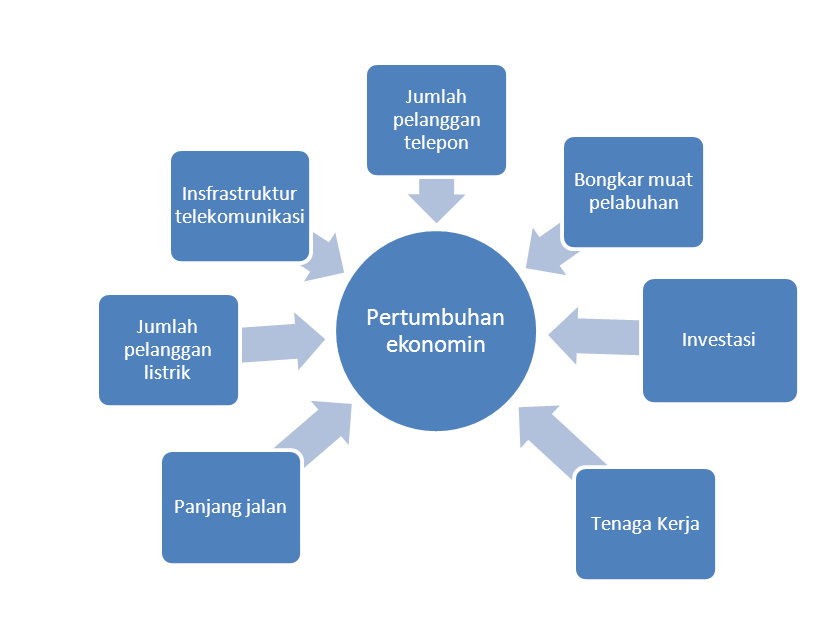 Jumlah
pelanggan
telepon
Bongkar muat
pelabuhan
Insfrastruktur
telekomunikasi
Pertumbuhan
ekonomin
Investasi
Jumlah
pelanggan
listrik
Panjang jalan
Tenaga Kerja